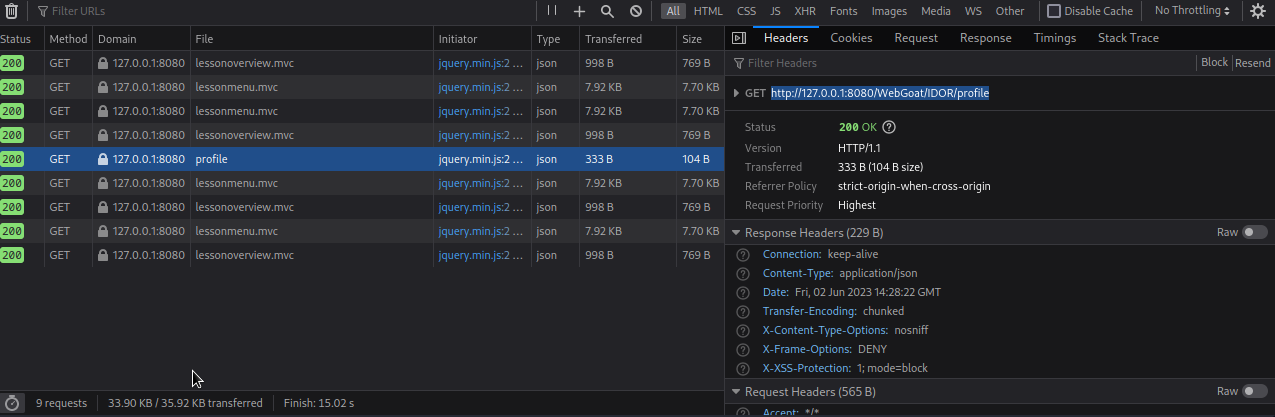 Filter URLs All HTML CSS JS XHR Fonts Images Media WS Other Disable Cache No Throttling
Status Method Domain File Initiator Type Transferred Size
200 GET 127.0.0.1:8080 lessonoverview.mvc jquery.min.js:2 ... json 998 B 769 B
200 GET 127.0.0.1:8080 lessonmenu.mvc jquery.min.js:2 ... json 7.92 KB 7.70 KB
200 GET 127.0.0.1:8080 lessonmenu.mvc jquery.min.js:2 ... json 7.92 KB 7.70 KB
200 GET 127.0.0.1:8080 lessonoverview.mvc jquery.min.js:2 ... json 998 B 769 B
200 GET 127.0.0.1:8080 profile jquery.min.js:2 ... json 333 B 104 B
200 GET 127.0.0.1:8080 lessonmenu.mvc jquery.min.js:2 ... json 7.92 KB 7.70 KB
200 GET 127.0.0.1:8080 lessonoverview.mvc jquery.min.js:2 ... json 998 B 769 B
200 GET 127.0.0.1:8080 lessonmenu.mvc jquery.min.js:2 ... json 7.92 KB 7.70 KB
200 GET 127.0.0.1:8080 lessonoverview.mvc jquery.min.js:2 ... json 998 B 769 B
9 requests 33.90 KB / 35.92 KB transferred Finish: 15.02 s
Headers Cookies Request Response Timings Stack Trace
Filter Headers Block Resend
GET http://127.0.0.1:8080/WebGoat/IDOR/profile
Status 200 OK
Version HTTP/1.1
Transferred 333 B (104 B size)
Referrer Policy strict-origin-when-cross-origin
Request Priority Highest
Response Headers (229 B) Raw
Connection: keep-alive
Content-Type: application/json
Date: Fri, 02 Jun 2023 14:28:22 GMT
Transfer-Encoding: chunked
X-Content-Type-Options: nosniff
X-Frame-Options: DENY
X-XSS-Protection: 1; mode=block
Request Headers (565 B) Raw
Accept: */*